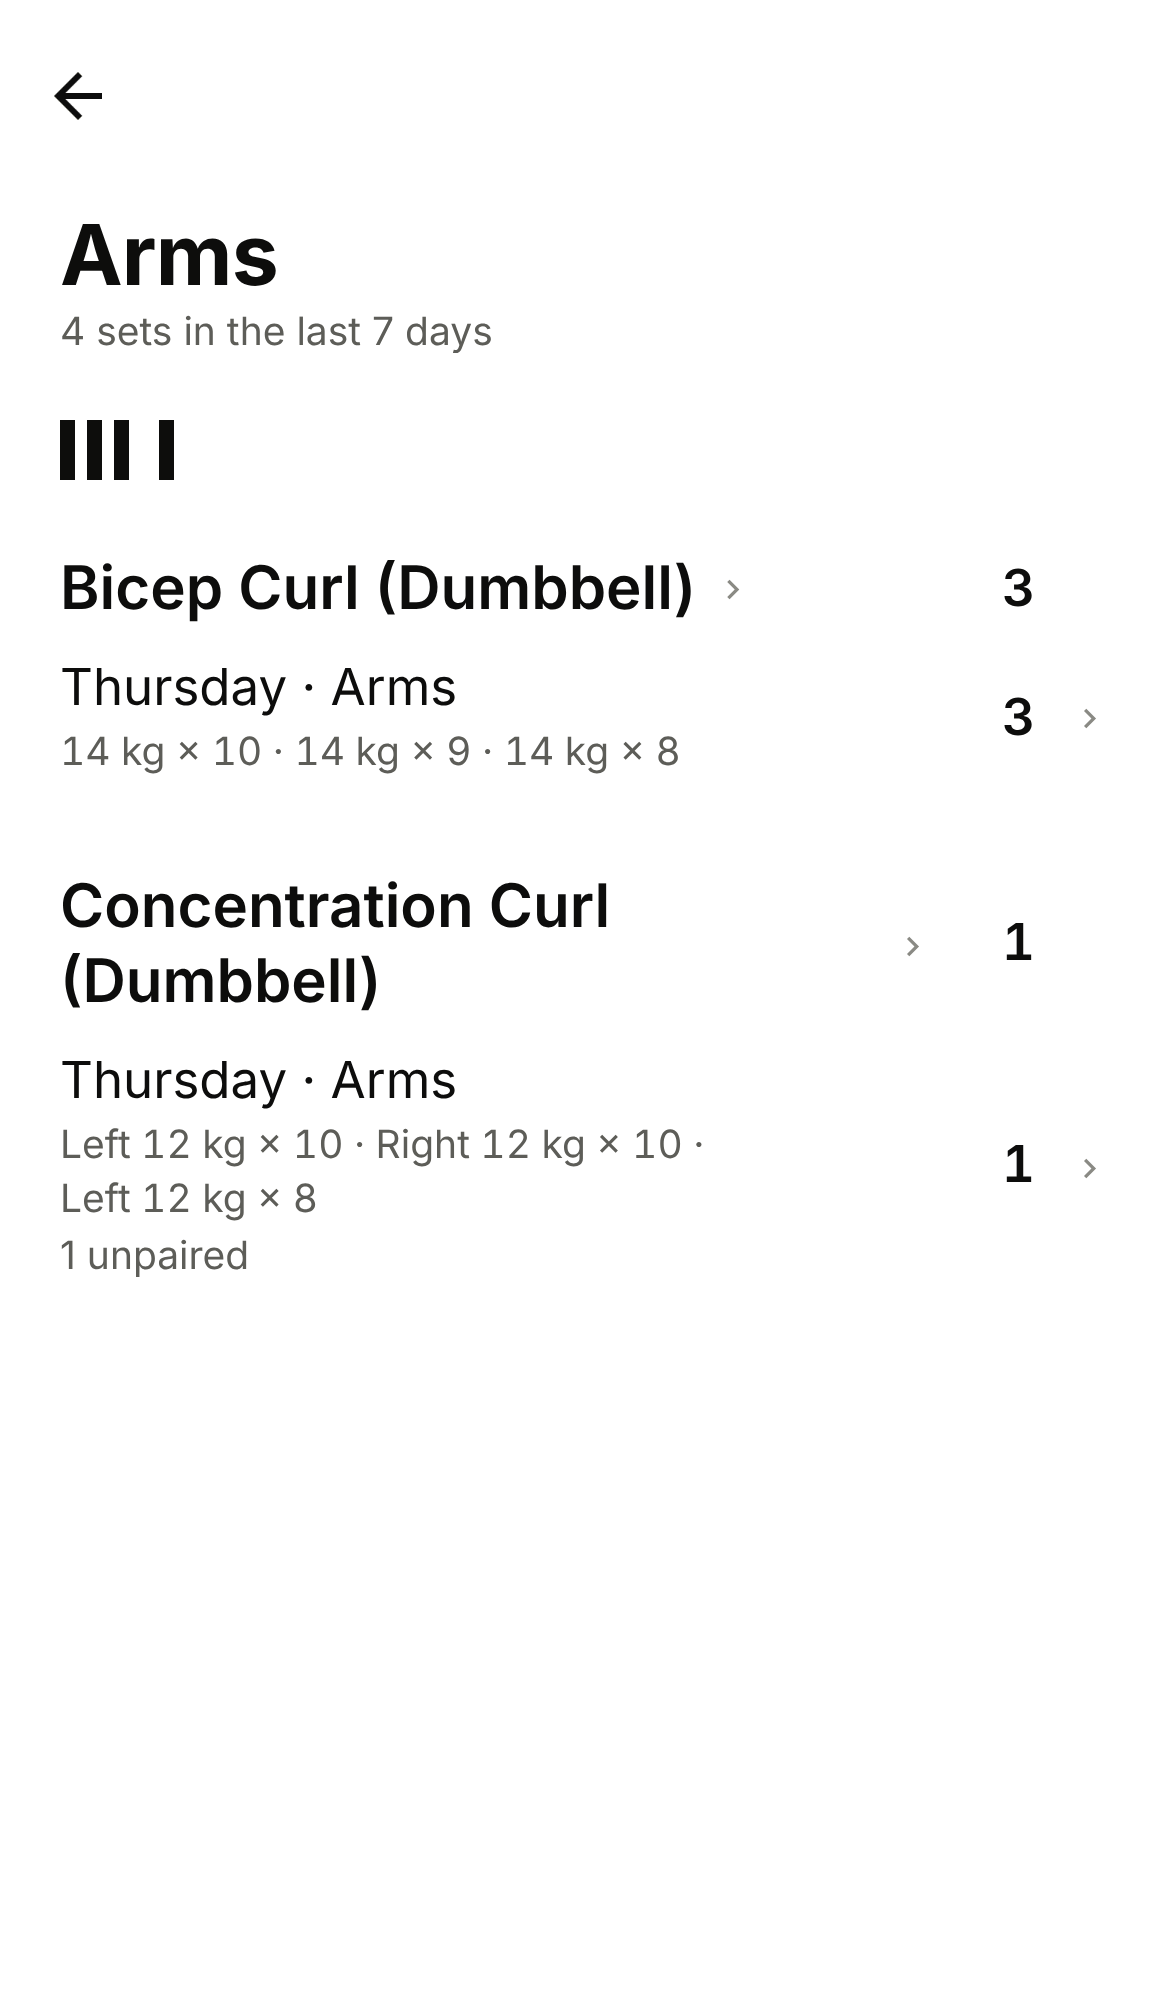 Arms
4 sets in the last 7 days
Bicep Curl (Dumbbell) 3
Thursday · Arms
14 kg × 10 · 14 kg × 9 · 14 kg × 8
3
Concentration Curl
(Dumbbell)
1
Thursday · Arms
Left 12 kg × 10 · Right 12 kg × 10 ·
Left 12 kg × 8
1 unpaired
1